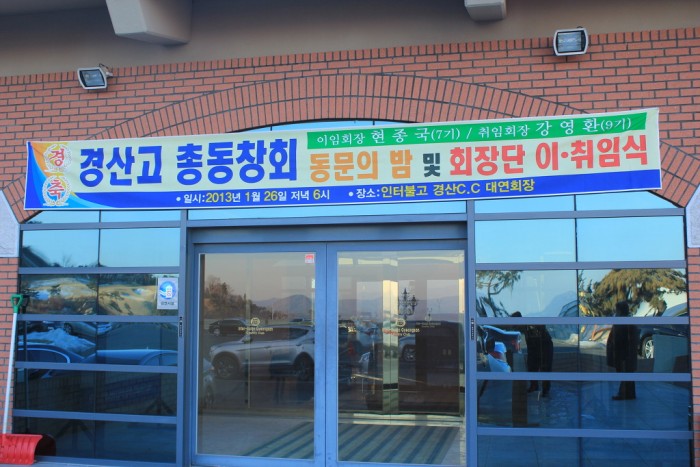 이임회장 현종국(7기) / 취임회장 강영환(9기)
경축 경산고 총동창회 동문의 밤 및 회장단 이·취임식
•일시:2013년 1월 26일 저녁 6시 •장소:인터불고 경산C.C 대연회장